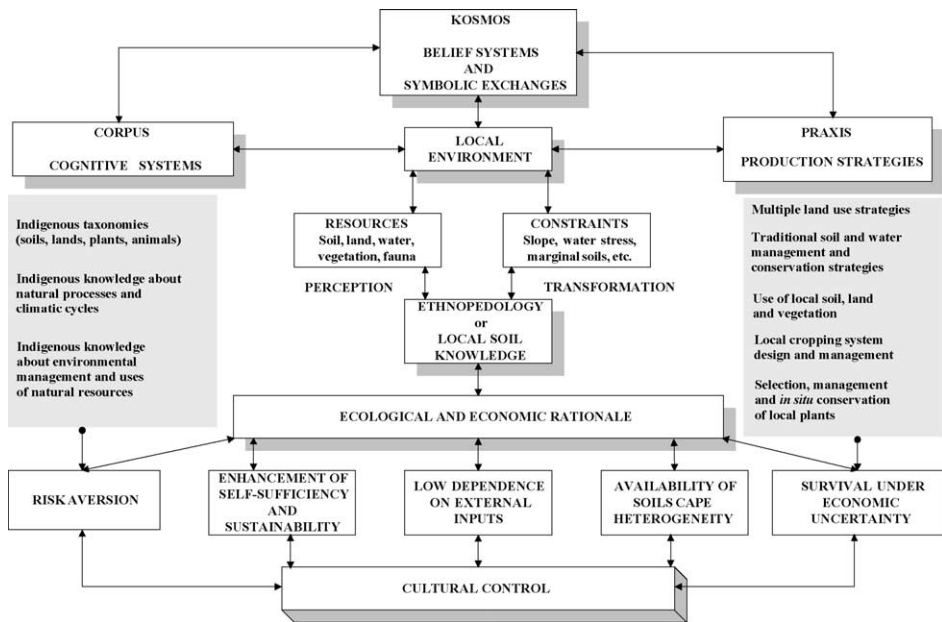 KOSMOS
BELIEF SYSTEMS
AND
SYMBOLIC EXCHANGES
CORPUS
COGNITIVE SYSTEMS
LOCAL
ENVIRONMENT
PRAXIS
PRODUCTION STRATEGIES
Indigenous taxonomies
(soils, lands, plants, animals)
Indigenous knowledge about
natural processes and
climatic cycles
Indigenous knowledge
about environmental
management and uses
of natural resources
RESOURCES
Soil, land, water,
vegetation, fauna
CONSTRAINTS
Slope, water stress,
marginal soils, etc.
Multiple land use strategies
Traditional soil and water
management and
conservation strategies
Use of local soil, land
and vegetation
Local cropping system
design and management
Selection, management
and in situ conservation
of local plants
PERCEPTION
TRANSFORMATION
ETHNOPEDOLOGY
or
LOCAL SOIL
KNOWLEDGE
ECOLOGICAL AND ECONOMIC RATIONALE
RISK AVERSION
ENHANCEMENT OF
SELF-SUFFICIENCY
AND
SUSTAINABILITY
LOW DEPENDENCE
ON EXTERNAL
INPUTS
AVAILABILITY OF
SOILS CAPE
HETEROGENEITY
SURVIVAL UNDER
ECONOMIC
UNCERTAINTY
CULTURAL CONTROL